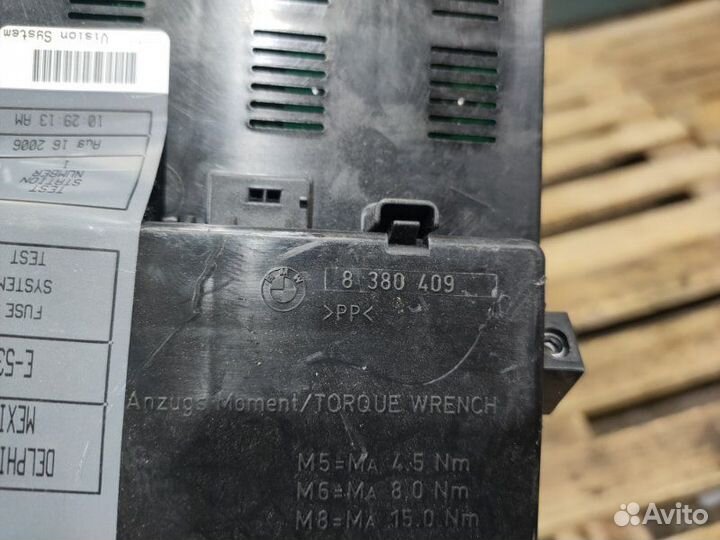 Vision System
10:29:13 AM
Aug 16 2006
TEST
STATION
NUMBER
1
FUSE
SYSTEM
TEST
E-53
DELPHI
MEXI
BMW
8 380 409
>PP<
Anzugs Moment/TORQUE WRENCH
M5=MA 4.5 Nm
M6=MA 8,0 Nm
M8=MA 15.0 Nm
Avito